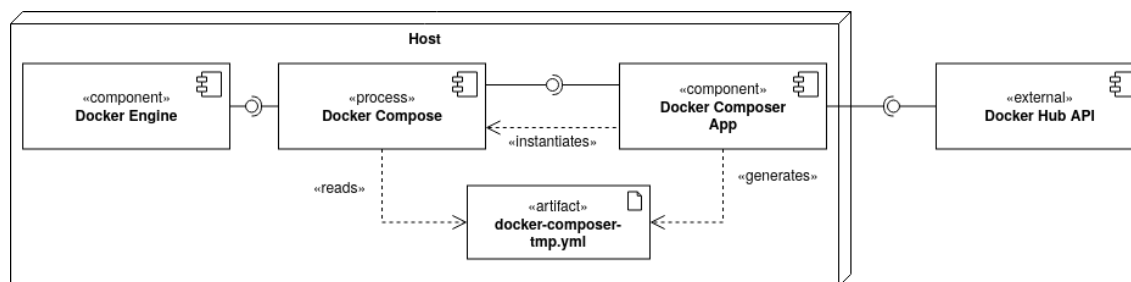 Host
«component»
Docker Engine
«process»
Docker Compose
«component»
Docker Composer
App
«external»
Docker Hub API
«instantiates»
«reads»
«generates»
«artifact»
docker-composer-
tmp.yml